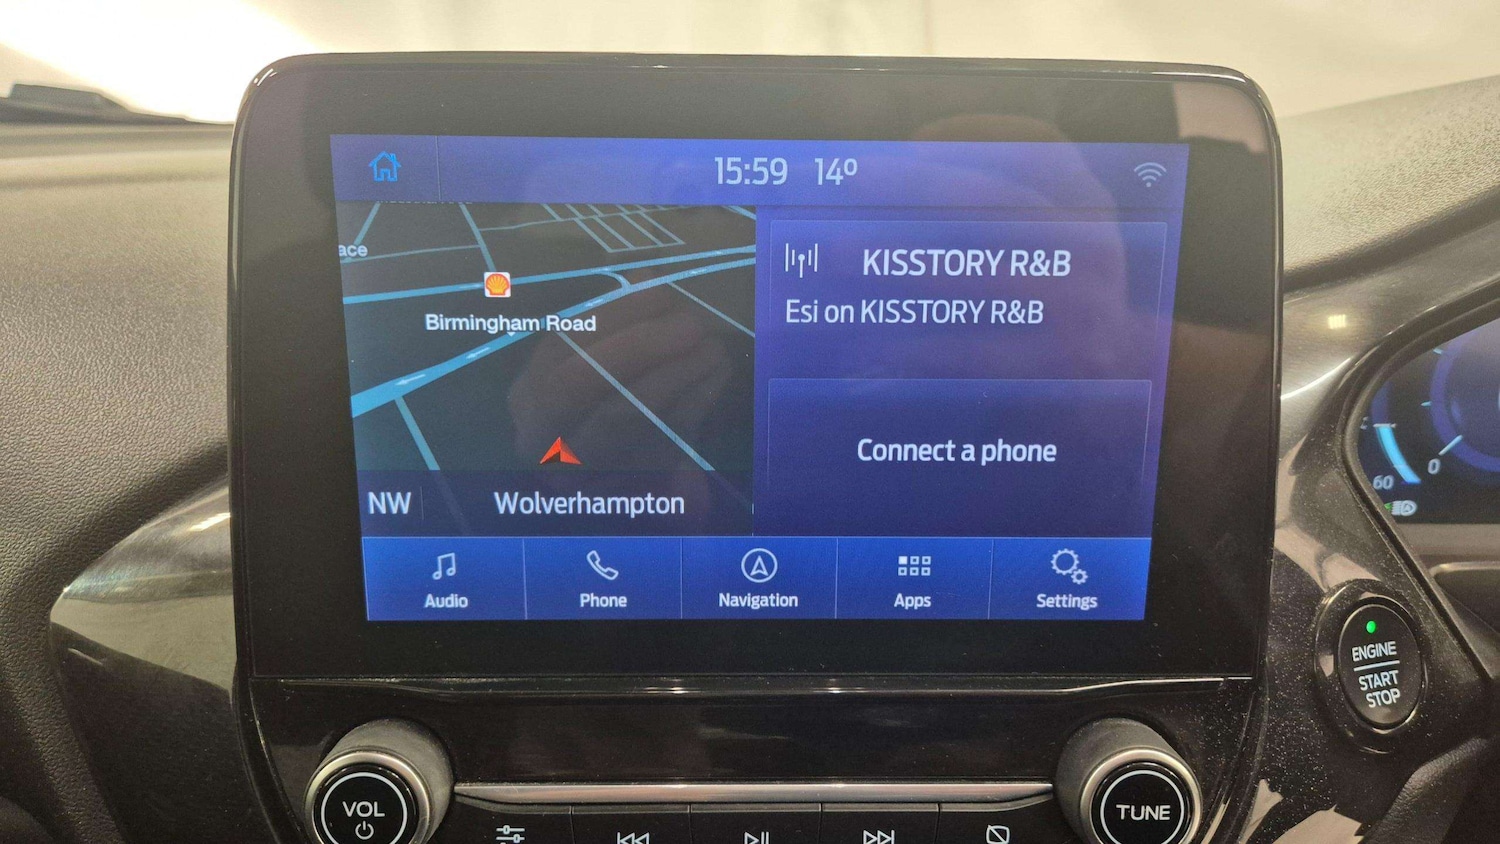 15:59 14º
ace
Birmingham Road
NW
Wolverhampton
KISSTORY R&B
Esi on KISSTORY R&B
Connect a phone
Audio
Phone
Navigation
Apps
Settings
60
0
ENGINE
START
STOP
VOL
TUNE